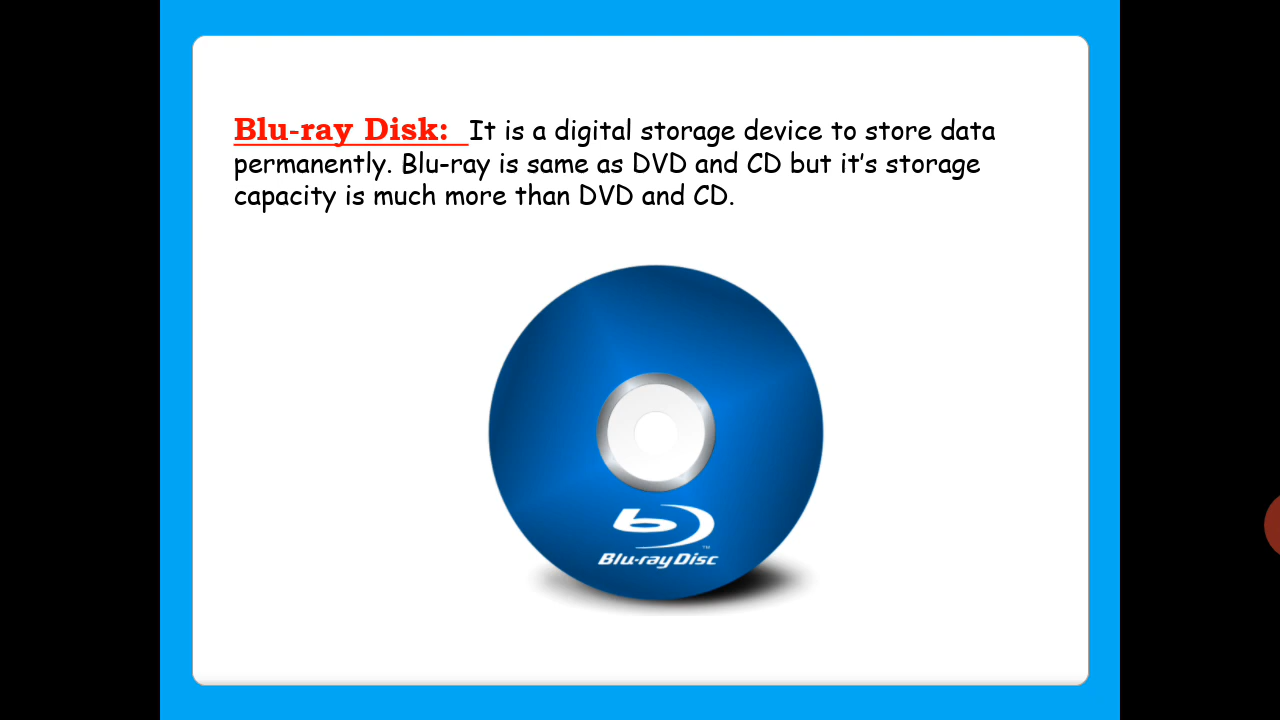 Blu-ray Disk: It is a digital storage device to store data
permanently. Blu-ray is same as DVD and CD but it's storage
capacity is much more than DVD and CD.
Blu-ray Disc